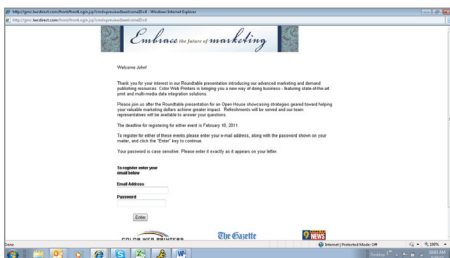 Embrace the future of marketing
Welcome John!
Thank you for your interest in our Roundtable presentation introducing our advanced marketing and demand
publishing resources. Color Web Printers is bringing you a new way of doing business - featuring state-of-the-art
print and multi-media data integration solutions.
Please join us after the Roundtable presentation for an Open House showcasing strategies geared toward helping
your valuable marketing dollars achieve greater impact. Refreshments will be served and our team
representatives will be available to answer your questions.
The deadline for registering for either event is February 10, 2011.
To register for either of these events please enter your e-mail address, along with the password shown on your
mailer, and click the "Enter" key to continue.
Your password is case sensitive. Please enter it exactly as it appears on your letter.
To register enter your
email below
Email Address
Password
Enter
COLOR WEB PRINTERS
The Gazette
9 NEWS
Done
Internet | Protected Mode: Off
100%
Desktop